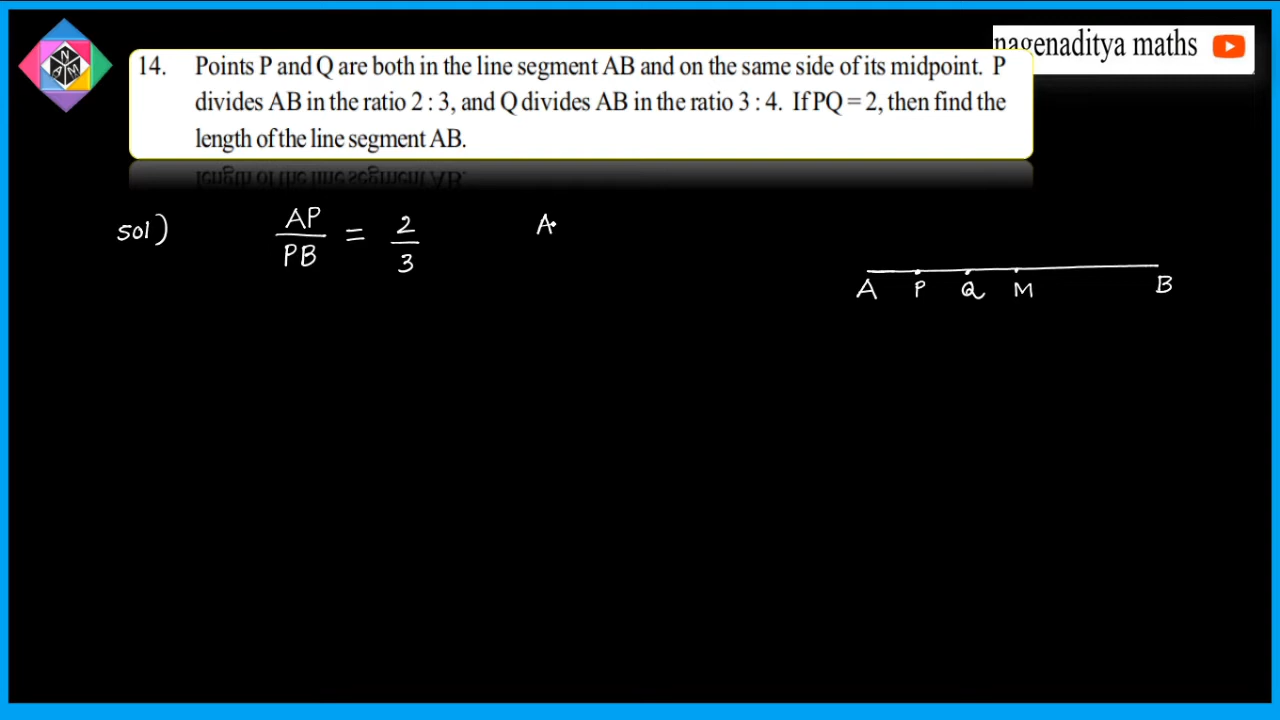 nagenaditya maths
14. Points P and Q are both in the line segment AB and on the same side of its midpoint. P
divides AB in the ratio 2 : 3, and Q divides AB in the ratio 3 : 4. If PQ = 2, then find the
length of the line segment AB.
sol) AP/PB = 2/3 A
A P Q M B